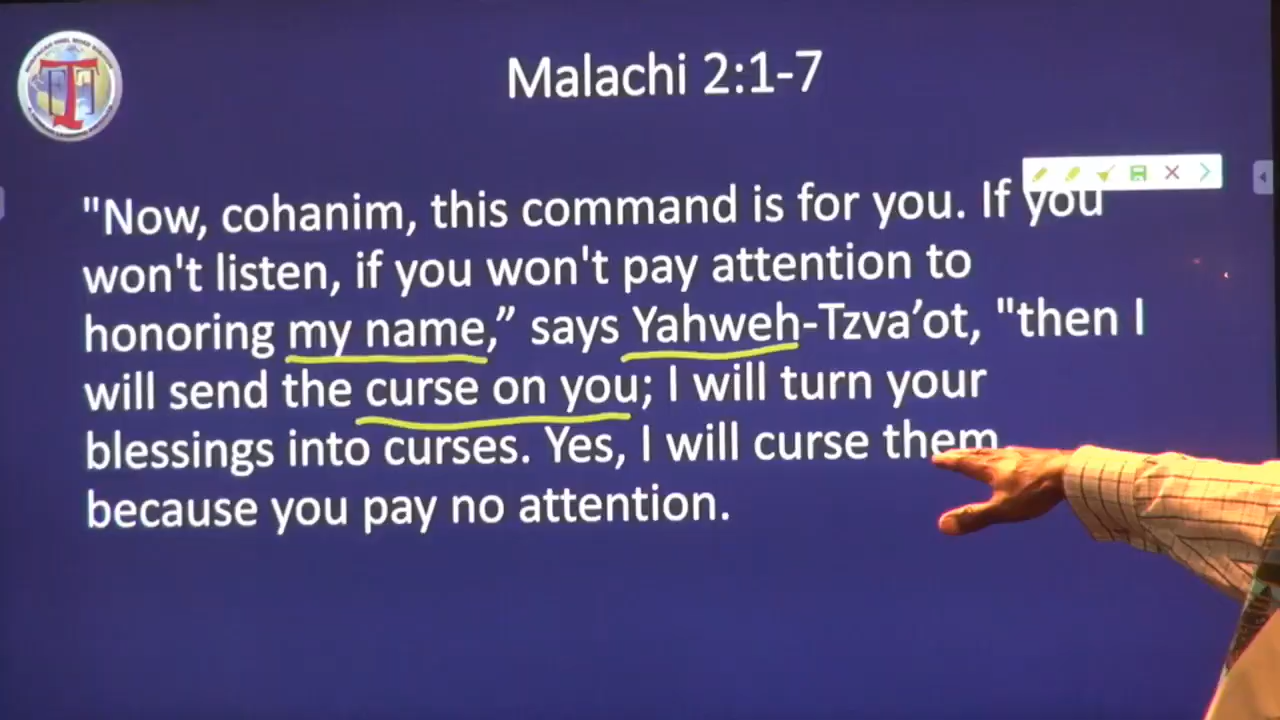 Malachi 2:1-7
"Now, cohanim, this command is for you. If you
won't listen, if you won't pay attention to
honoring my name,” says Yahweh-Tzva’ot, "then I
will send the curse on you; I will turn your
blessings into curses. Yes, I will curse them
because you pay no attention.